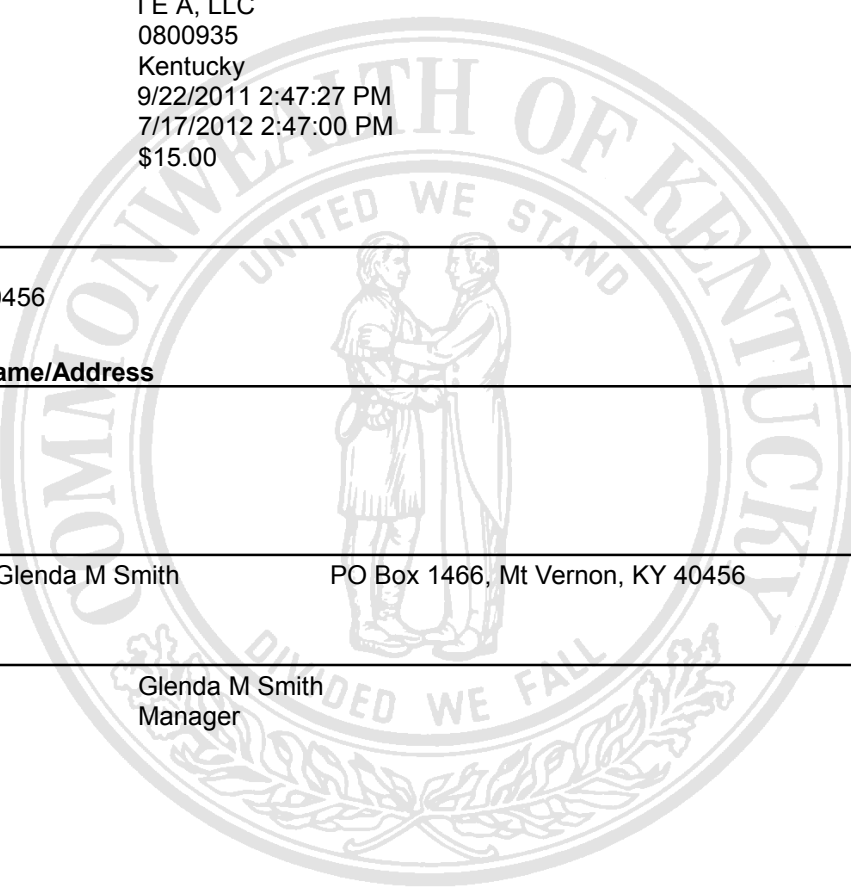 T E A, LLC
0800935
Kentucky
9/22/2011 2:47:27 PM
7/17/2012 2:47:00 PM
$15.00
COMMONWEALTH OF KENTUCKY
UNITED WE STAND
0456
ame/Address
Glenda M Smith PO Box 1466, Mt Vernon, KY 40456
DIVIDED WE FALL
Glenda M Smith
Manager